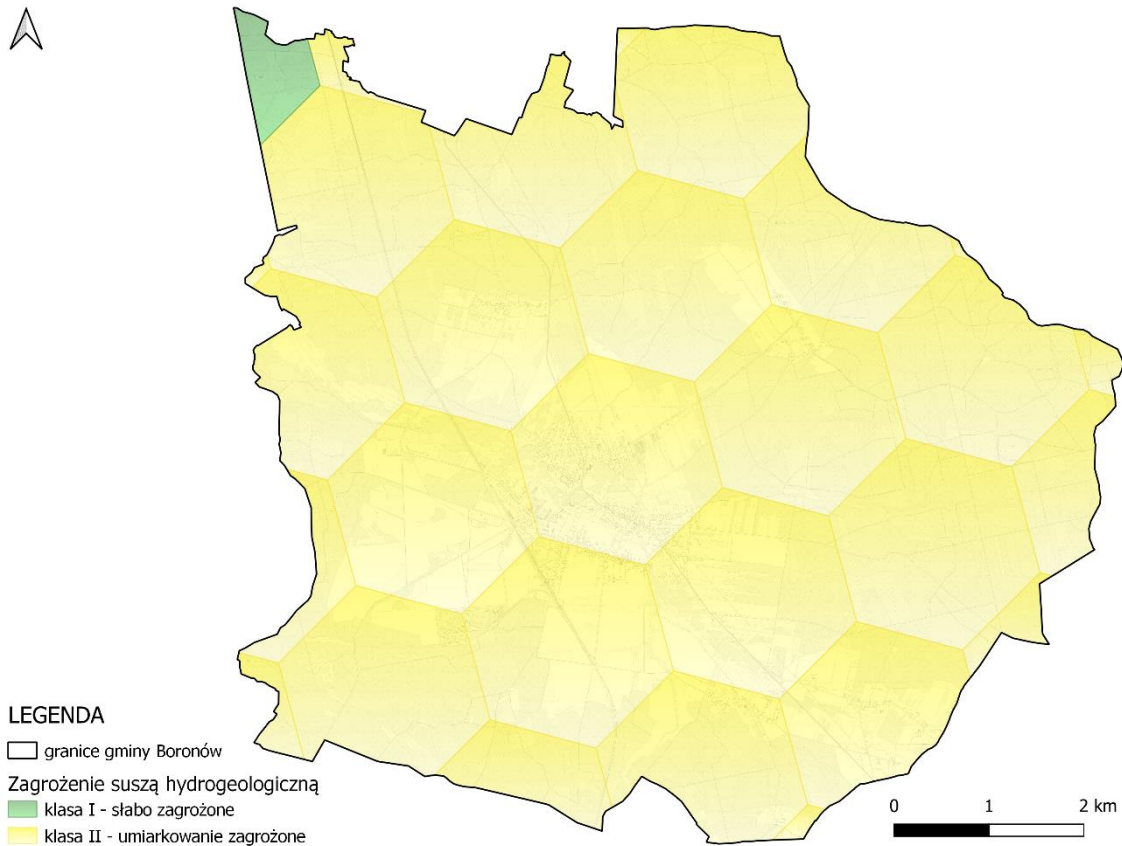 LEGENDA
granice gminy Boronów
Zagrożenie suszą hydrogeologiczną
klasa I - słabo zagrożone
klasa II - umiarkowanie zagrożone
0 1 2 km